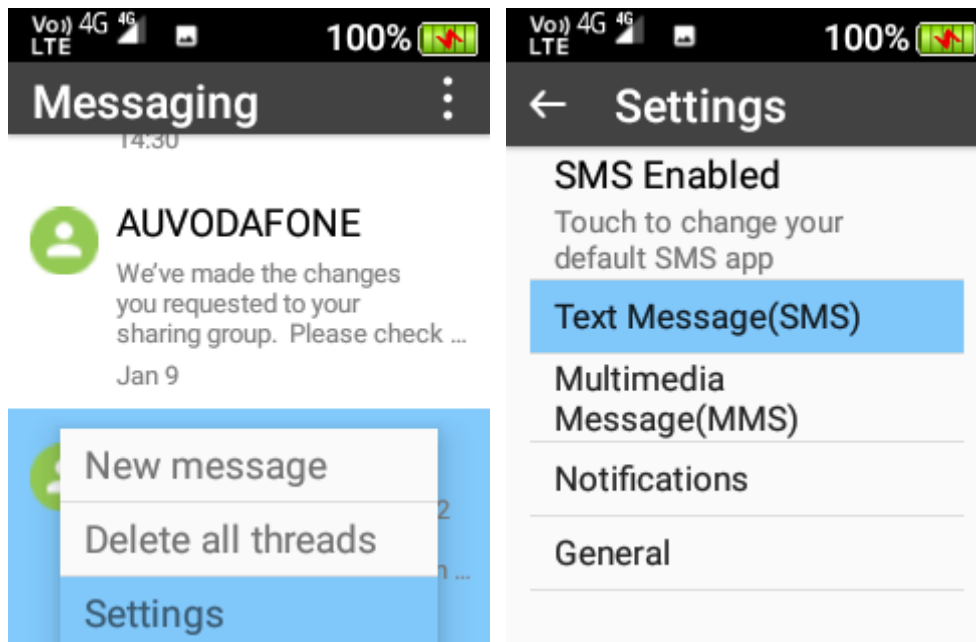 Vo)) 4G 4G 100%
LTE
Messaging
14:30
AUVODAFONE
We've made the changes
you requested to your
sharing group. Please check ...
Jan 9
New message
2
Delete all threads
n ...
Settings
Vo)) 4G 4G 100%
LTE
Settings
SMS Enabled
Touch to change your
default SMS app
Text Message(SMS)
Multimedia
Message(MMS)
Notifications
General